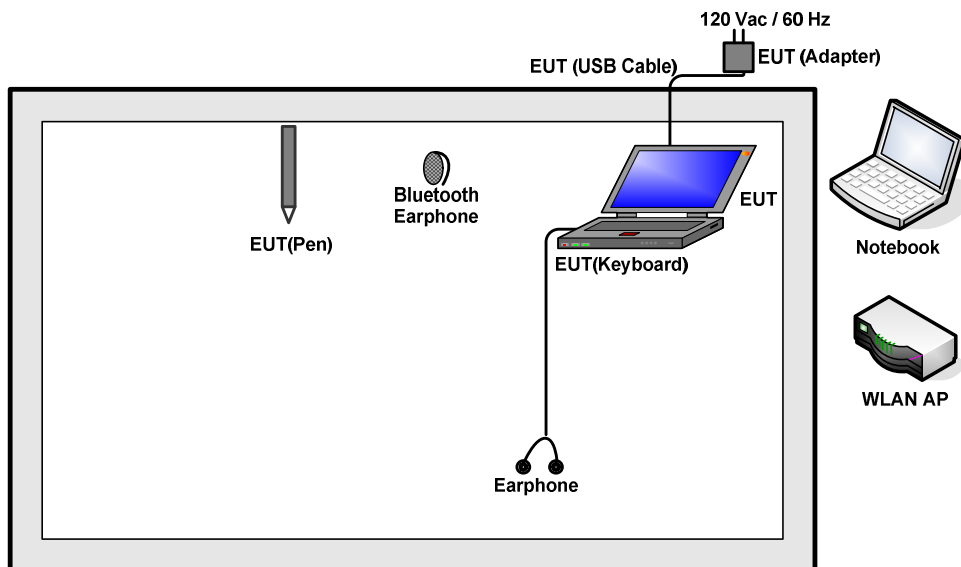 120 Vac / 60 Hz
EUT (Adapter)
EUT (USB Cable)
Bluetooth
Earphone
EUT
EUT(Pen)
EUT(Keyboard)
Notebook
WLAN AP
Earphone